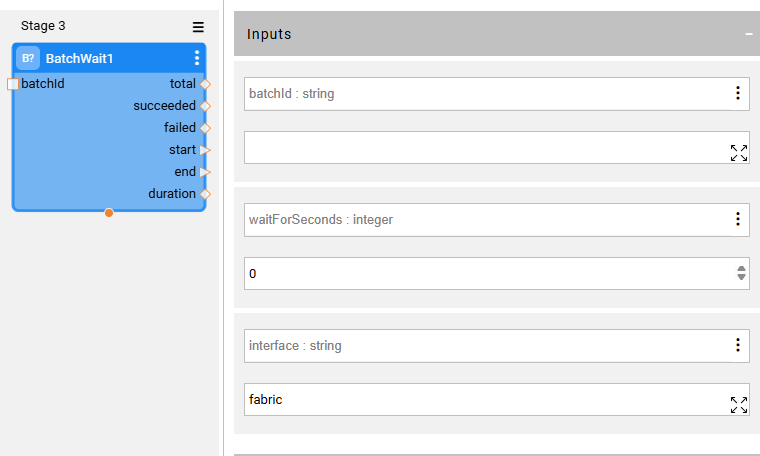 Stage 3
B? BatchWait1
batchId total
succeeded
failed
start
end
duration
Inputs
batchId : string
waitForSeconds : integer
0
interface : string
fabric